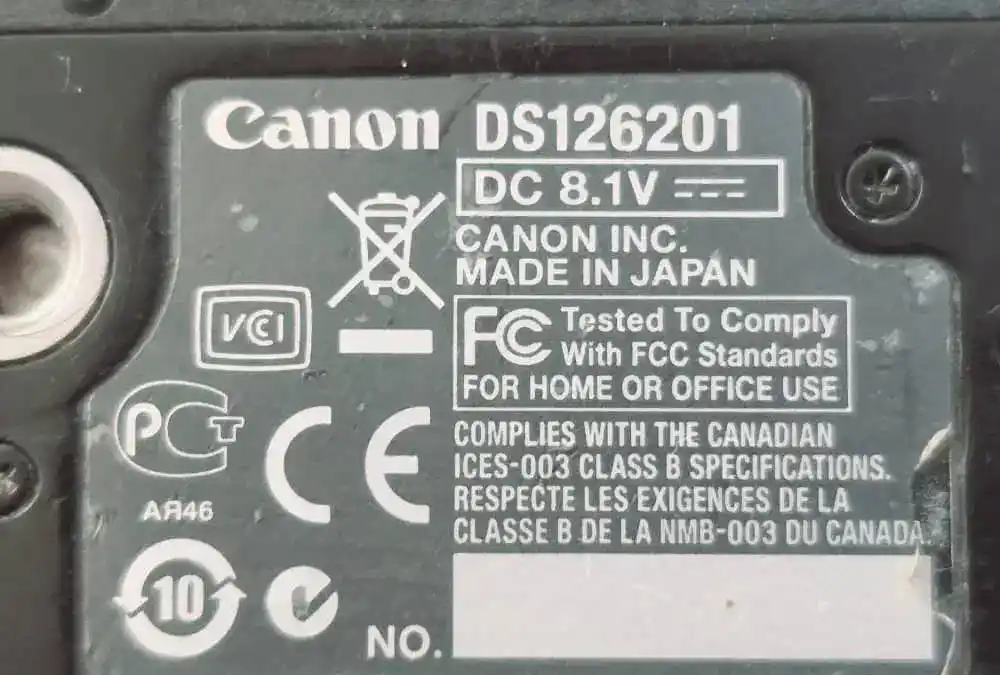 Canon DS126201
DC 8.1V
CANON INC.
MADE IN JAPAN
VCI
FC Tested To Comply
With FCC Standards
FOR HOME OR OFFICE USE
PCT
CE
COMPLIES WITH THE CANADIAN
ICES-003 CLASS B SPECIFICATIONS.
RESPECTE LES EXIGENCES DE LA
CLASSE B DE LA NMB-003 DU CANADA.
АЯ46
10
NO.